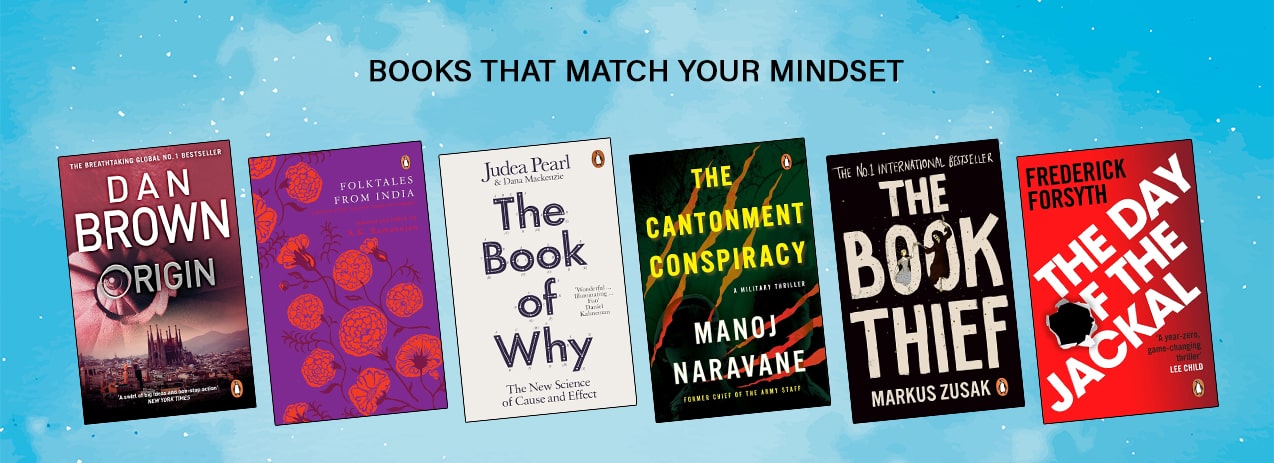 BOOKS THAT MATCH YOUR MINDSET
THE BREATHTAKING GLOBAL NO.1 BESTSELLER
DAN
BROWN
ORIGIN
'A swirl of big ideas and non-stop action'
NEW YORK TIMES
FOLKTALES
FROM INDIA
A. K. Ramanujan
Judea Pearl
& Dana Mackenzie
The
Book
of
Why
'Wonderful ...
Illuminating ...
Fun'
Daniel
Kahneman
The New Science
of Cause and Effect
THE
CANTONMENT
CONSPIRACY
A MILITARY THRILLER
MANOJ
NARAVANE
FORMER CHIEF OF THE ARMY STAFF
THE NO.1 INTERNATIONAL BESTSELLER
THE
BOOK
THIEF
MARKUS ZUSAK
FREDERICK
FORSYTH
THE DAY
OF THE
JACKAL
'A year-zero,
game-changing
thriller'
LEE CHILD